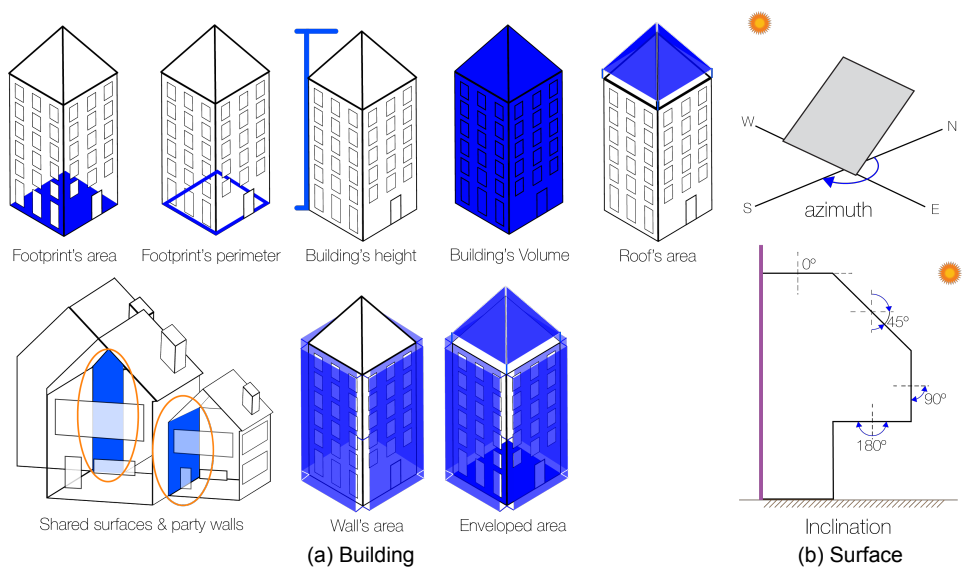 Footprint's area
Footprint's perimeter
Building's height
Building's Volume
Roof's area
Shared surfaces & party walls
Wall's area
Enveloped area
(a) Building
W
N
S
E
azimuth
0º
45º
90º
180º
Inclination
(b) Surface